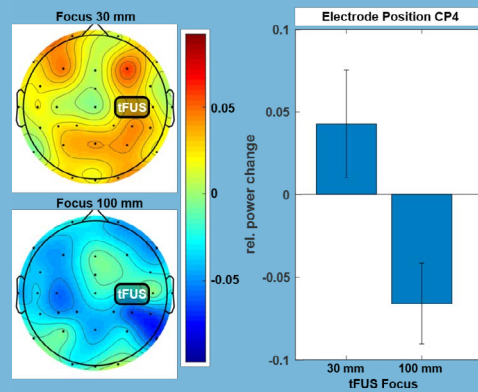 Focus 30 mm
tFUS
Focus 100 mm
tFUS
0.05
0
-0.05
Electrode Position CP4
rel. power change
0.1
0.05
0
-0.05
-0.1
30 mm 100 mm
tFUS Focus